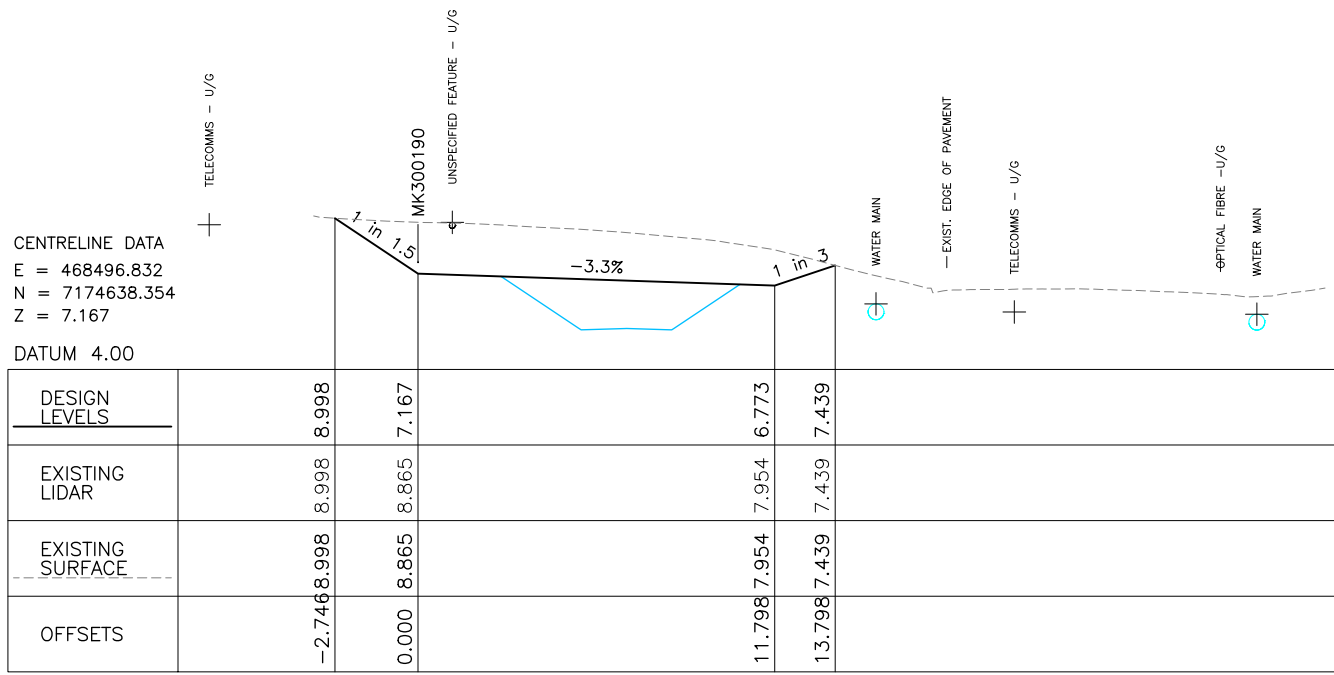 TELECOMMS - U/G
MK300190
UNSPECIFIED FEATURE - U/G
WATER MAIN
EXIST. EDGE OF PAVEMENT
TELECOMMS - U/G
OPTICAL FIBRE -U/G
WATER MAIN
1 in 1.5
-3.3%
1 in 3
CENTRELINE DATA
E = 468496.832
N = 7174638.354
Z = 7.167
DATUM 4.00
DESIGN
LEVELS
8.998
7.167
6.773
7.439
EXISTING
LIDAR
8.998
8.865
7.954
7.439
EXISTING
SURFACE
8.998
8.865
7.954
7.439
OFFSETS
-2.746
0.000
11.798
13.798